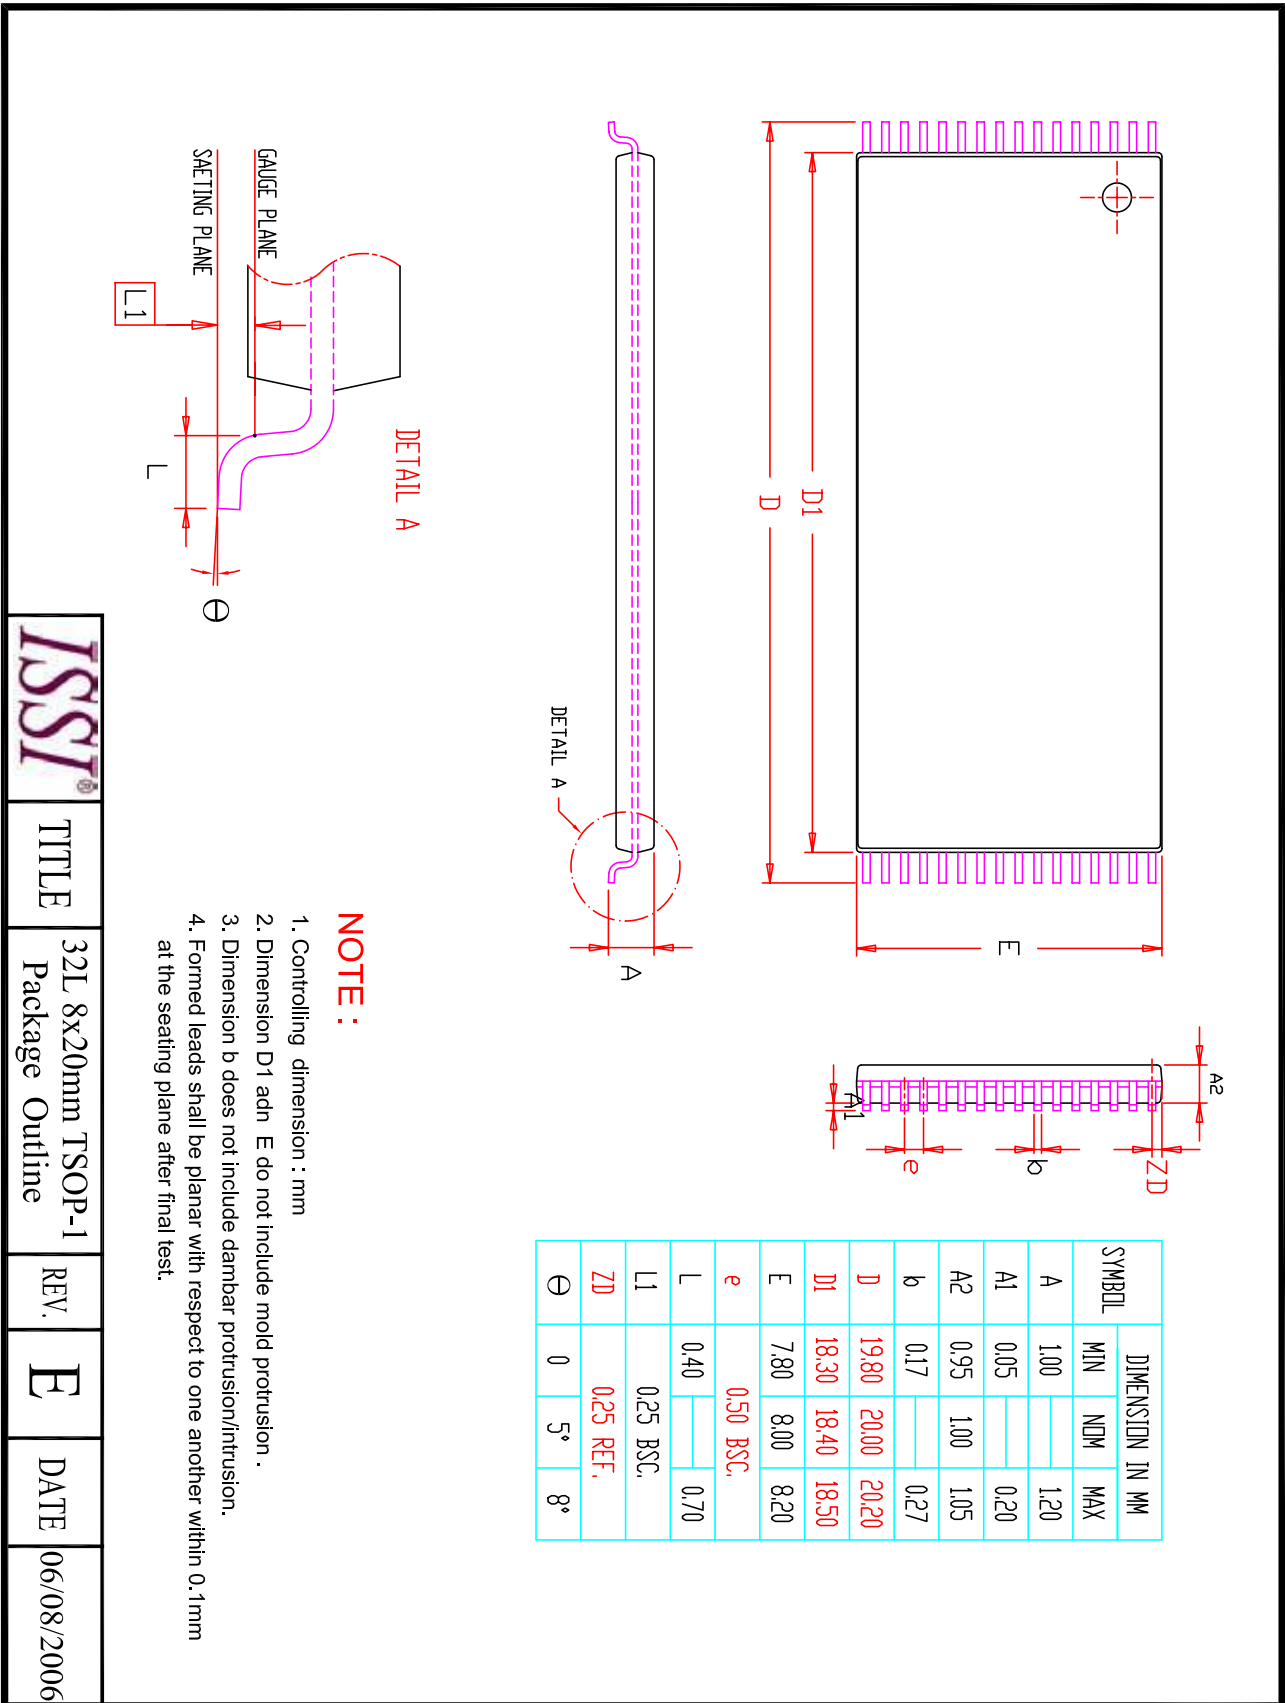 D1
D
E
A
DETAIL A
A2
A1
e
b
ZD
DETAIL A
GAUGE PLANE
SAETING PLANE
L1
L
Θ
SYMBOL DIMENSION IN MM
MIN NOM MAX
A 1.00 1.20
A1 0.05 0.20
A2 0.95 1.00 1.05
b 0.17 0.27
D 19.80 20.00 20.20
D1 18.30 18.40 18.50
E 7.80 8.00 8.20
e 0.50 BSC.
L 0.40 0.70
L1 0.25 BSC.
ZD 0.25 REF.
Θ 0 5° 8°
NOTE :
1. Controlling dimension : mm
2. Dimension D1 adn E do not include mold protrusion .
3. Dimension b does not include dambar protrusion/intrusion.
4. Formed leads shall be planar with respect to one another within 0.1mm
at the seating plane after final test.
ISSI®
TITLE
32L 8x20mm TSOP-1
Package Outline
REV.
E
DATE
06/08/2006